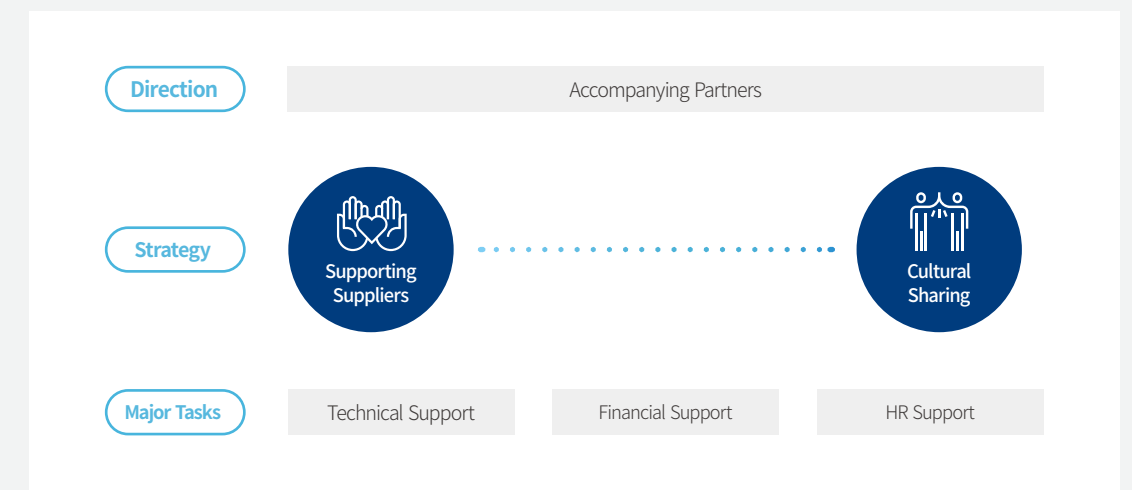 Direction
Accompanying Partners
Strategy
Supporting
Suppliers
Cultural
Sharing
Major Tasks
Technical Support
Financial Support
HR Support